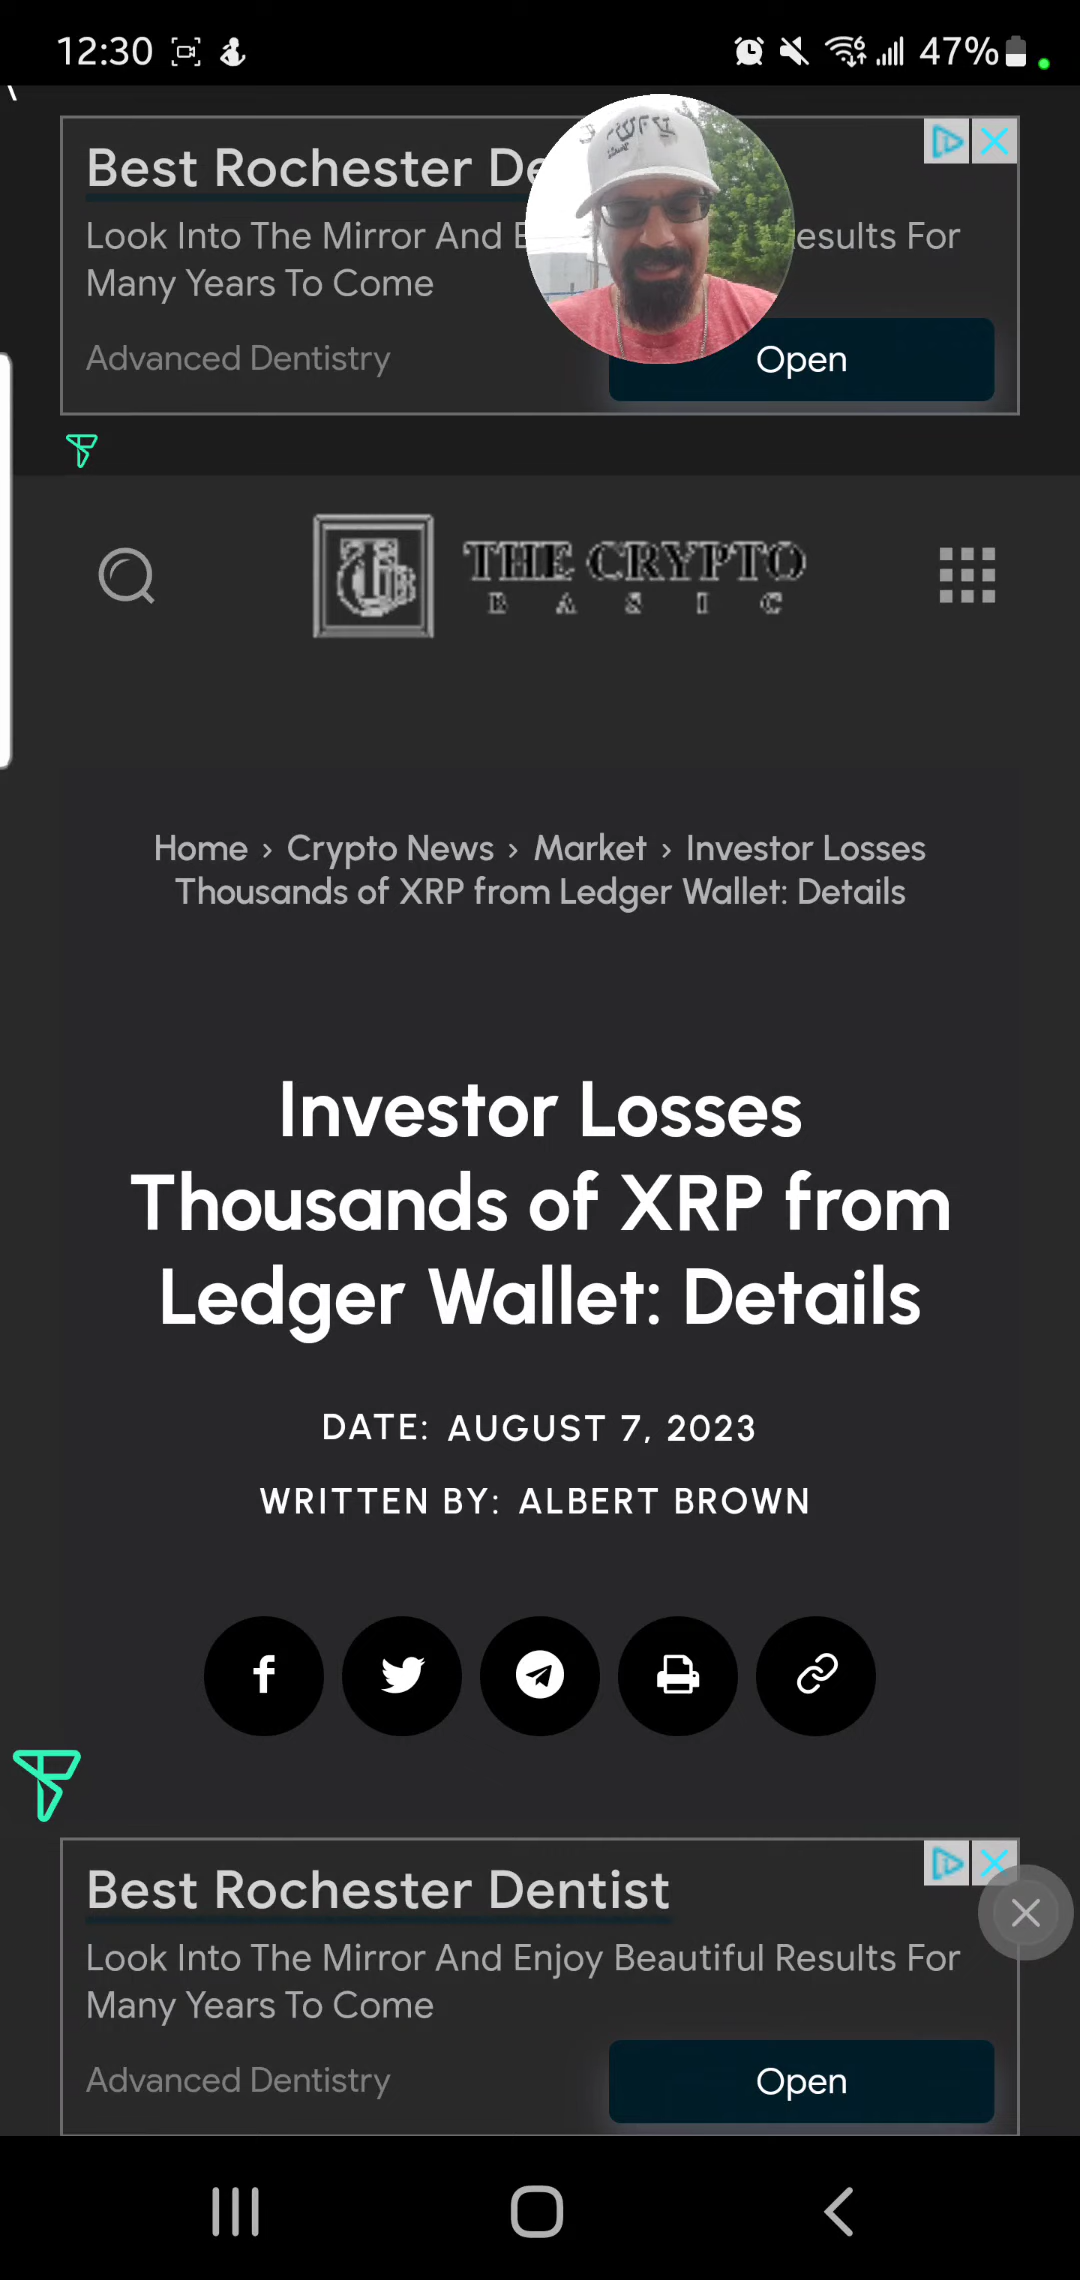 12:30
47%
Best Rochester De
Look Into The Mirror And E esults For
Many Years To Come
Advanced Dentistry
Open
THE CRYPTO
BASIC
Home › Crypto News › Market › Investor Losses
Thousands of XRP from Ledger Wallet: Details
Investor Losses
Thousands of XRP from
Ledger Wallet: Details
DATE: AUGUST 7, 2023
WRITTEN BY: ALBERT BROWN
Best Rochester Dentist
Look Into The Mirror And Enjoy Beautiful Results For
Many Years To Come
Advanced Dentistry
Open